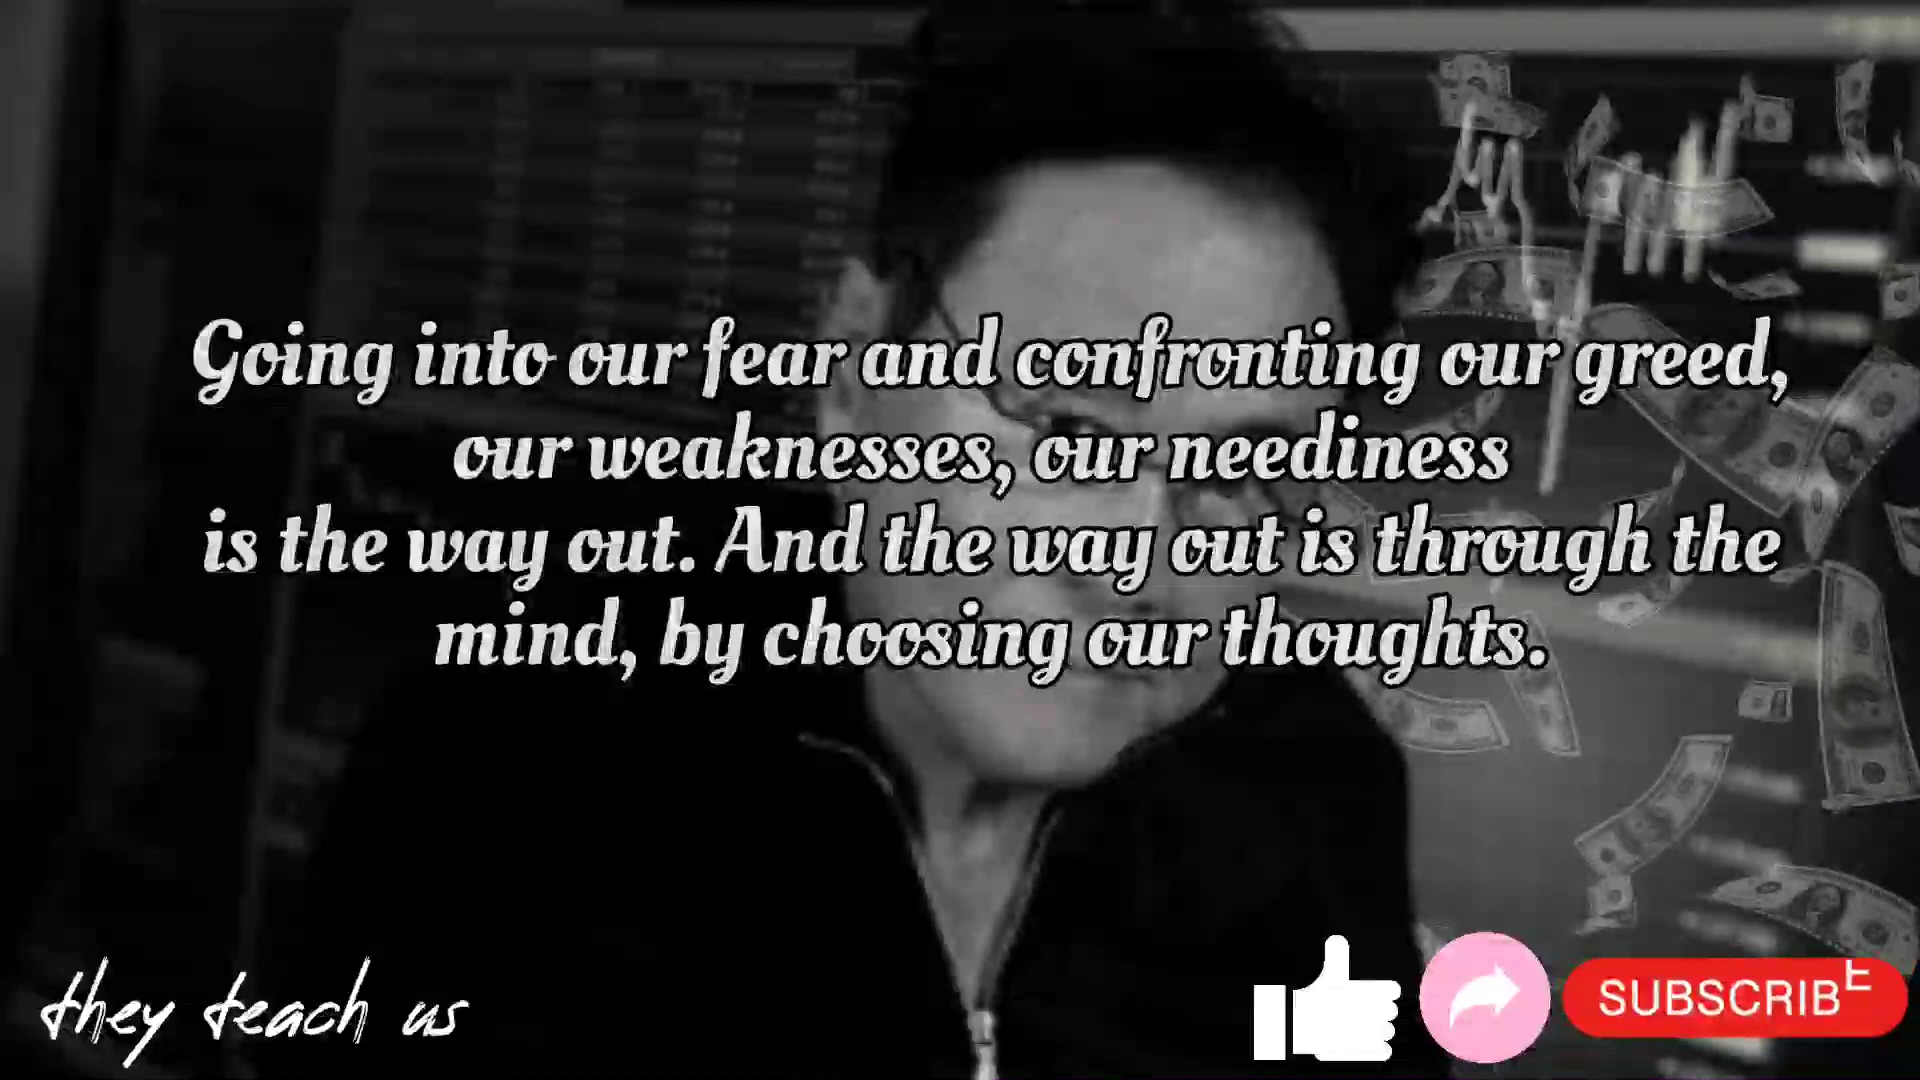 Going into our fear and confronting our greed,
our weaknesses, our neediness
is the way out. And the way out is through the
mind, by choosing our thoughts.
they teach us
SUBSCRIBE